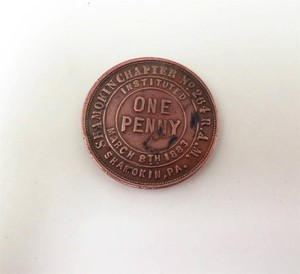 SHAMOKIN CHAPTER No 264 R.A.M.
SHAMOKIN, PA.
INSTITUTED
ONE
PENNY
MARCH 8TH 1883